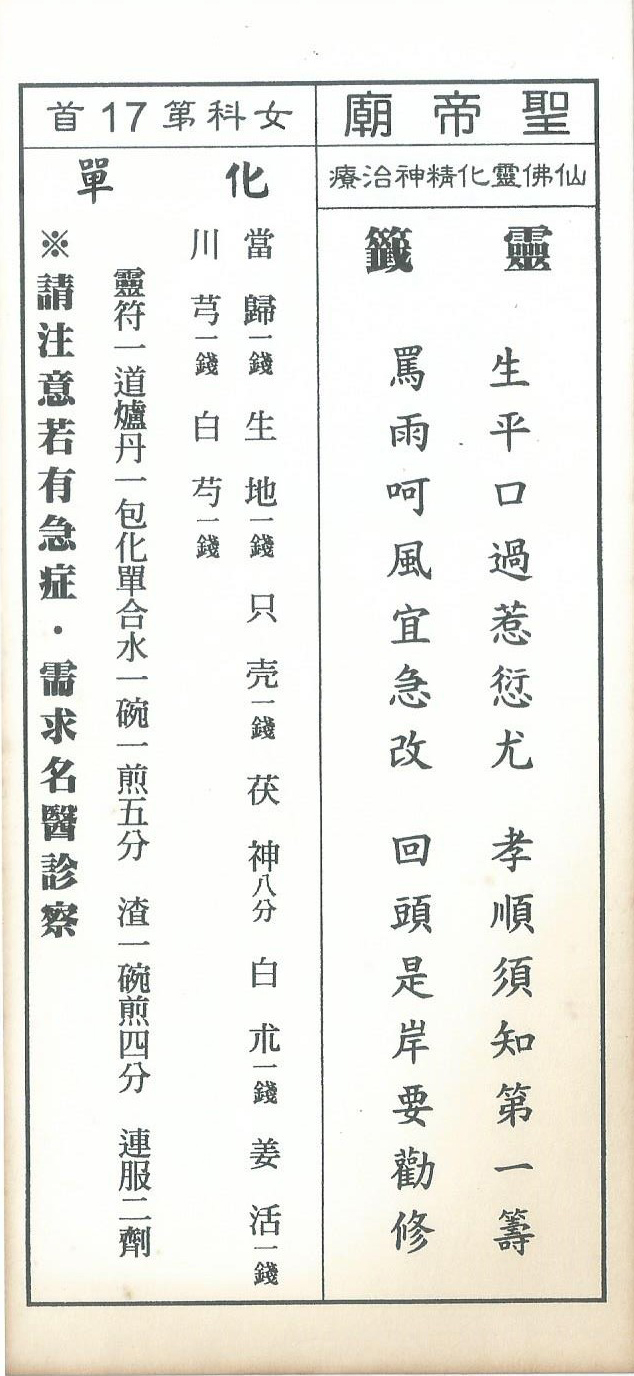 聖帝廟
仙佛靈化精神治療
靈籤
生平口過惹愆尤　孝順須知第一籌
罵雨呵風宜急改　回頭是岸要勸修
女科第17首
化單
當歸一錢 生地一錢 只壳一錢 茯神八分 白朮一錢 姜活一錢
川芎一錢 白芍一錢
靈符一道爐丹一包化單合水一碗一煎五分　渣一碗煎四分　連服二劑
※請注意若有急症．需求名醫診察